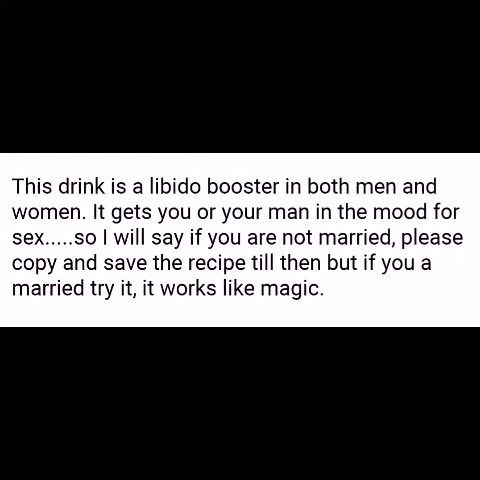 This drink is a libido booster in both men and
women. It gets you or your man in the mood for
sex.....so I will say if you are not married, please
copy and save the recipe till then but if you a
married try it, it works like magic.